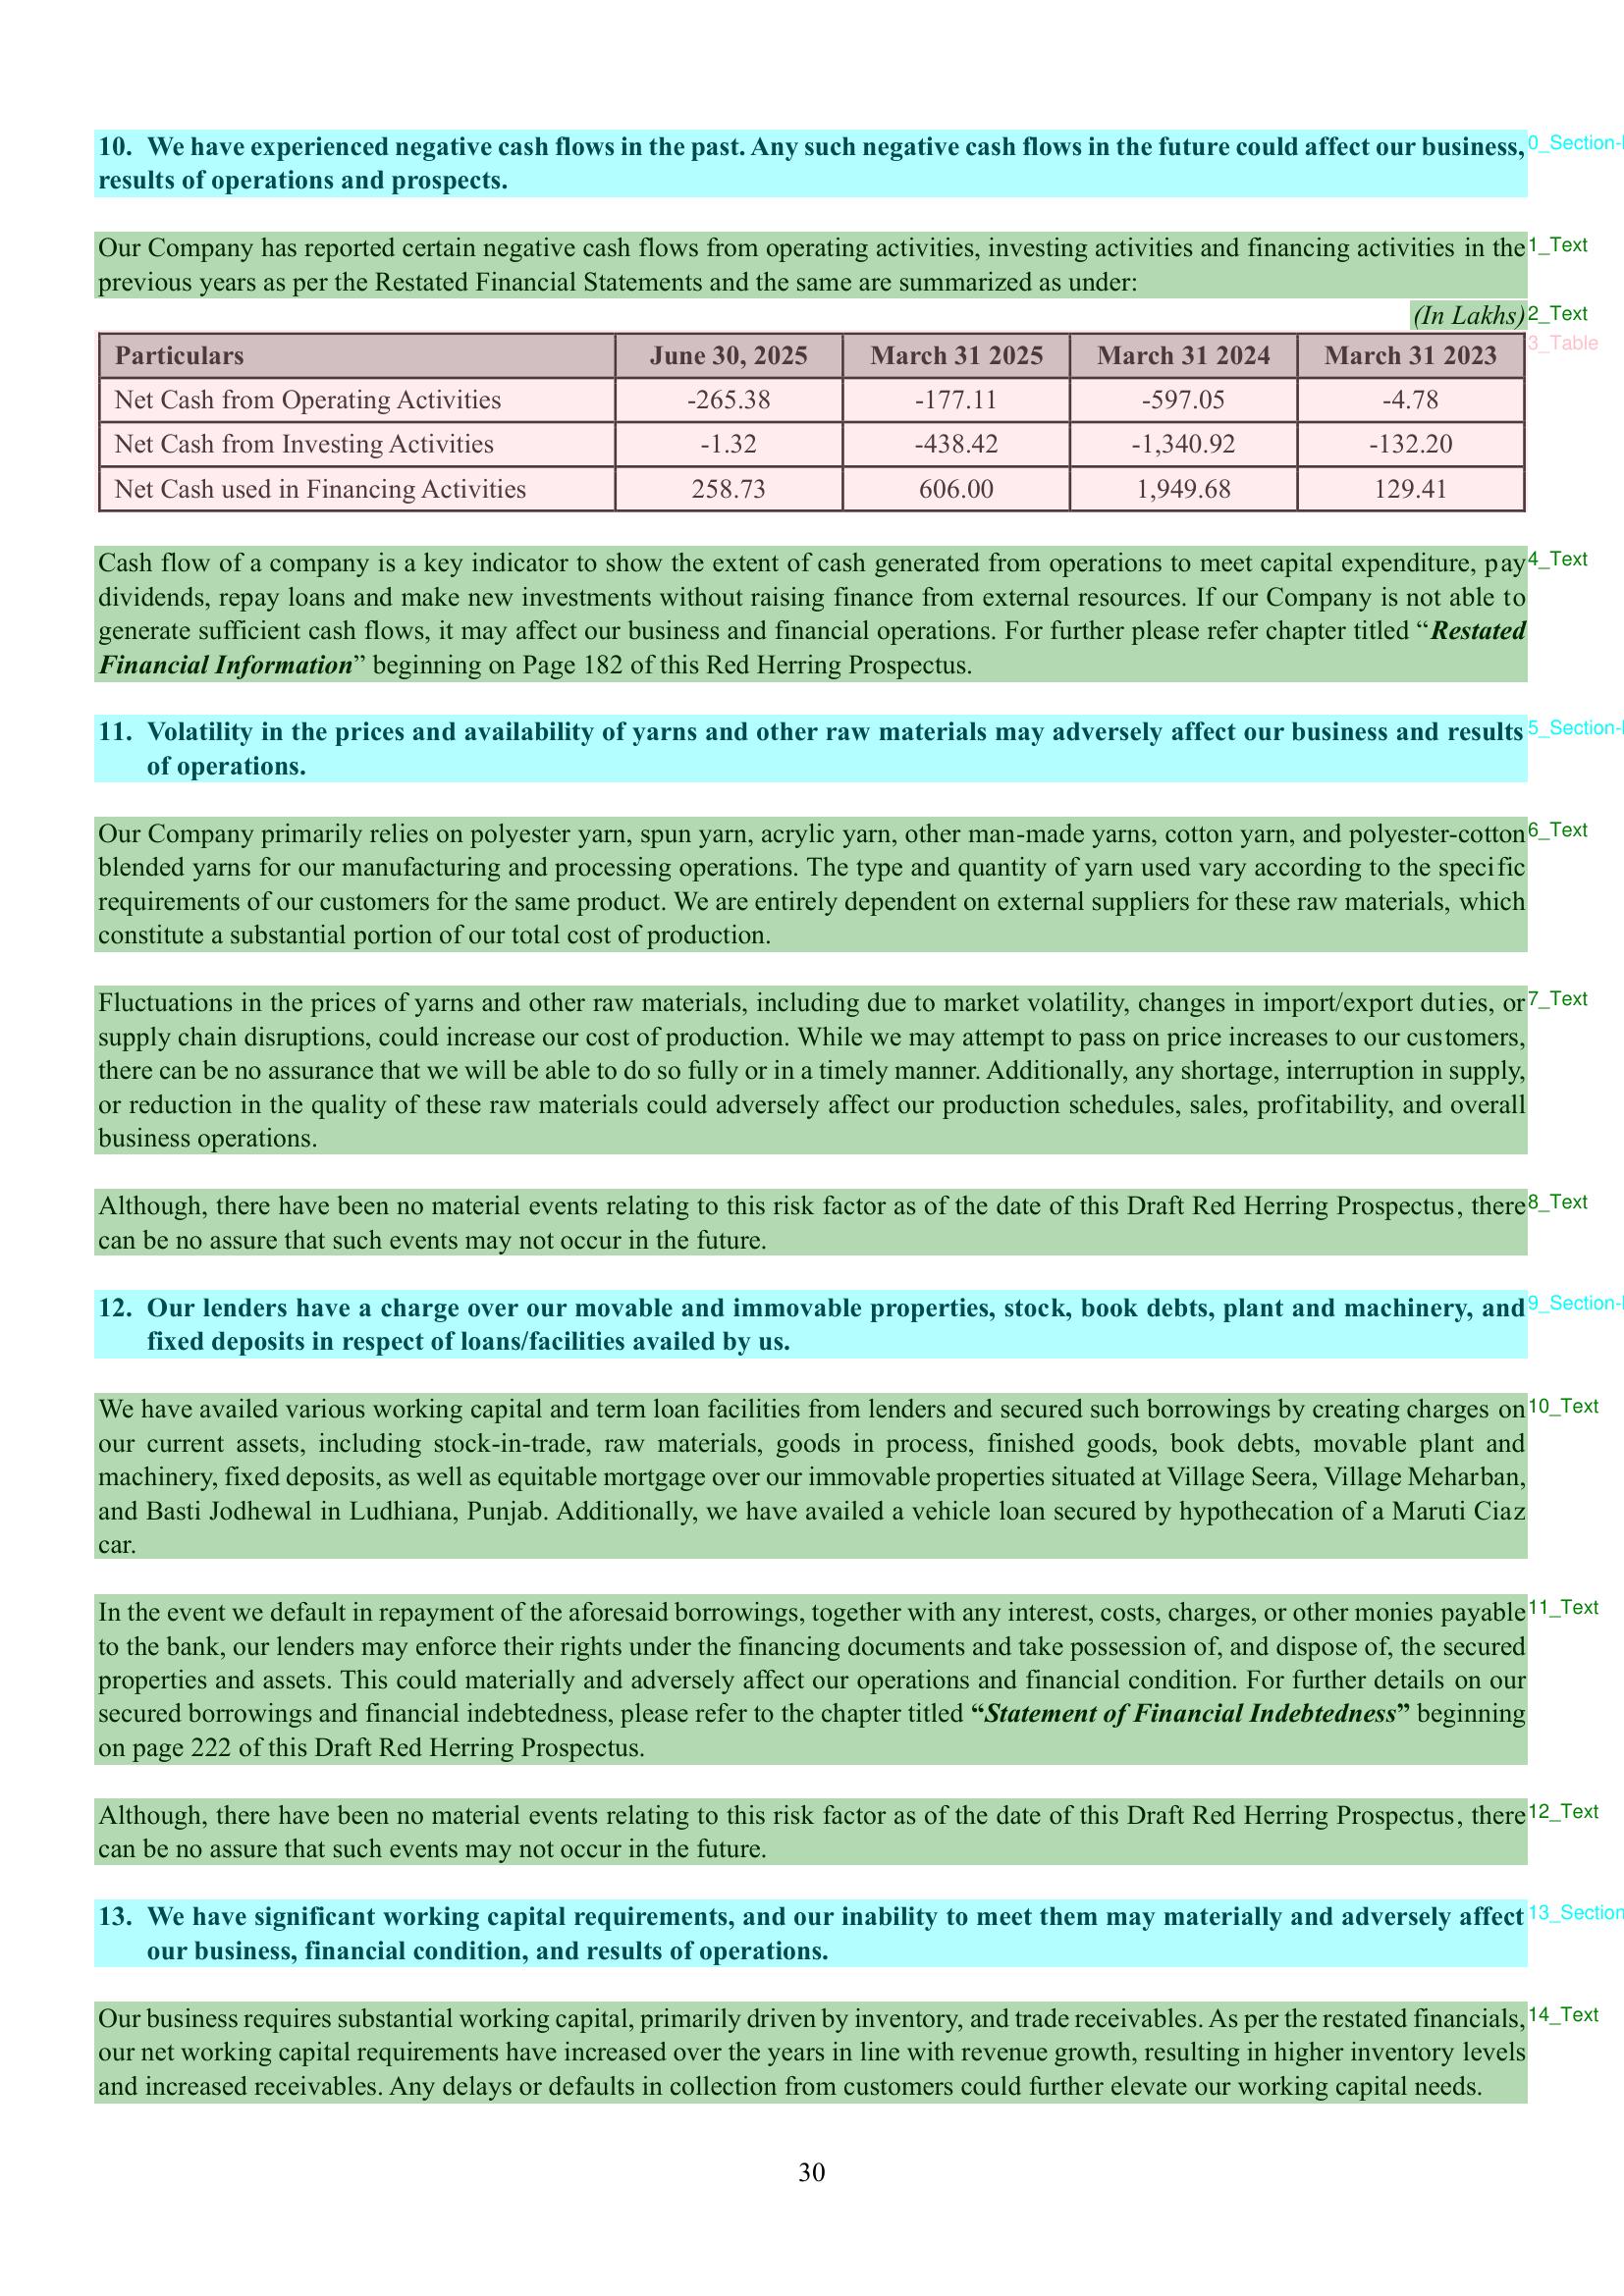 10. We have experienced negative cash flows in the past. Any such negative cash flows in the future could affect our business,
results of operations and prospects.
0_Section-
Our Company has reported certain negative cash flows from operating activities, investing activities and financing activities in the
previous years as per the Restated Financial Statements and the same are summarized as under:
1_Text
(In Lakhs)
2_Text
3_Table
Particulars June 30, 2025 March 31 2025 March 31 2024 March 31 2023
Net Cash from Operating Activities -265.38 -177.11 -597.05 -4.78
Net Cash from Investing Activities -1.32 -438.42 -1,340.92 -132.20
Net Cash used in Financing Activities 258.73 606.00 1,949.68 129.41
Cash flow of a company is a key indicator to show the extent of cash generated from operations to meet capital expenditure, pay
dividends, repay loans and make new investments without raising finance from external resources. If our Company is not able to
generate sufficient cash flows, it may affect our business and financial operations. For further please refer chapter titled “Restated
Financial Information” beginning on Page 182 of this Red Herring Prospectus.
4_Text
11. Volatility in the prices and availability of yarns and other raw materials may adversely affect our business and results
of operations.
5_Section-
Our Company primarily relies on polyester yarn, spun yarn, acrylic yarn, other man-made yarns, cotton yarn, and polyester-cotton
blended yarns for our manufacturing and processing operations. The type and quantity of yarn used vary according to the specific
requirements of our customers for the same product. We are entirely dependent on external suppliers for these raw materials, which
constitute a substantial portion of our total cost of production.
6_Text
Fluctuations in the prices of yarns and other raw materials, including due to market volatility, changes in import/export duties, or
supply chain disruptions, could increase our cost of production. While we may attempt to pass on price increases to our customers,
there can be no assurance that we will be able to do so fully or in a timely manner. Additionally, any shortage, interruption in supply,
or reduction in the quality of these raw materials could adversely affect our production schedules, sales, profitability, and overall
business operations.
7_Text
Although, there have been no material events relating to this risk factor as of the date of this Draft Red Herring Prospectus, there
can be no assure that such events may not occur in the future.
8_Text
12. Our lenders have a charge over our movable and immovable properties, stock, book debts, plant and machinery, and
fixed deposits in respect of loans/facilities availed by us.
9_Section-
We have availed various working capital and term loan facilities from lenders and secured such borrowings by creating charges on
our current assets, including stock-in-trade, raw materials, goods in process, finished goods, book debts, movable plant and
machinery, fixed deposits, as well as equitable mortgage over our immovable properties situated at Village Seera, Village Meharban,
and Basti Jodhewal in Ludhiana, Punjab. Additionally, we have availed a vehicle loan secured by hypothecation of a Maruti Ciaz
car.
10_Text
In the event we default in repayment of the aforesaid borrowings, together with any interest, costs, charges, or other monies payable
to the bank, our lenders may enforce their rights under the financing documents and take possession of, and dispose of, the secured
properties and assets. This could materially and adversely affect our operations and financial condition. For further details on our
secured borrowings and financial indebtedness, please refer to the chapter titled “Statement of Financial Indebtedness” beginning
on page 222 of this Draft Red Herring Prospectus.
11_Text
Although, there have been no material events relating to this risk factor as of the date of this Draft Red Herring Prospectus, there
can be no assure that such events may not occur in the future.
12_Text
13. We have significant working capital requirements, and our inability to meet them may materially and adversely affect
our business, financial condition, and results of operations.
13_Section
Our business requires substantial working capital, primarily driven by inventory, and trade receivables. As per the restated financials,
our net working capital requirements have increased over the years in line with revenue growth, resulting in higher inventory levels
and increased receivables. Any delays or defaults in collection from customers could further elevate our working capital needs.
14_Text
30